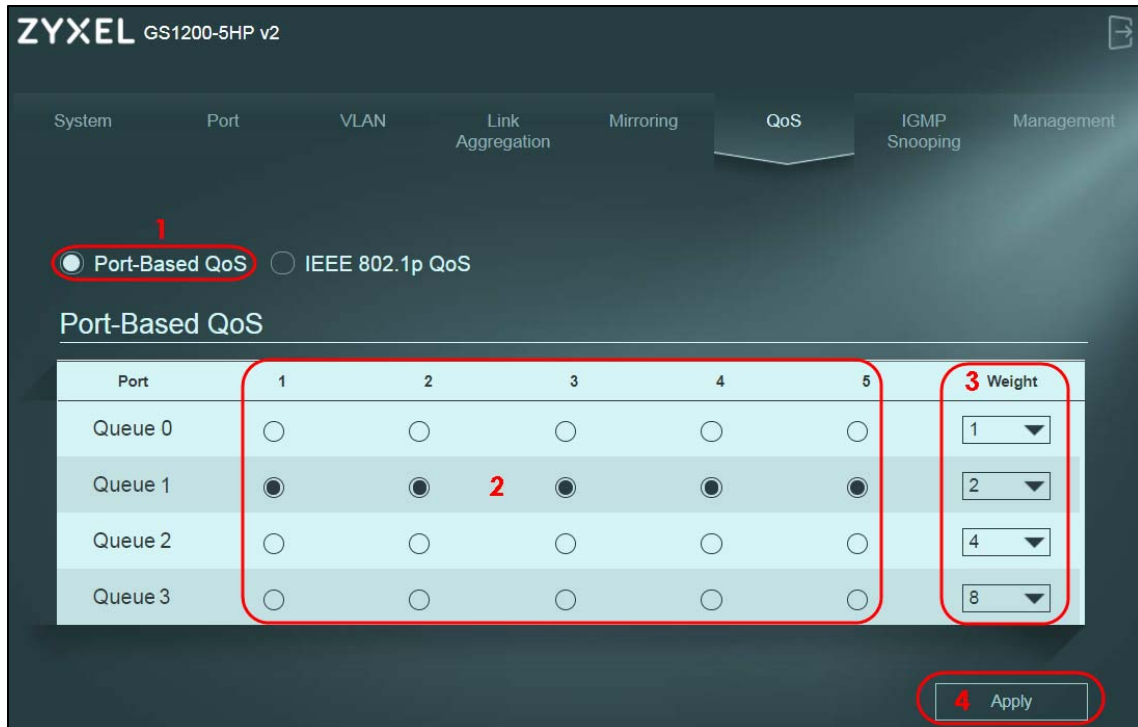 ZYXEL GS1200-5HP v2
System Port VLAN Link Aggregation Mirroring QoS IGMP Snooping Management
1
Port-Based QoS IEEE 802.1p QoS
Port-Based QoS
Port 1 2 3 4 5 3 Weight
Queue 0 1
Queue 1 2 2
Queue 2 4
Queue 3 8
4 Apply